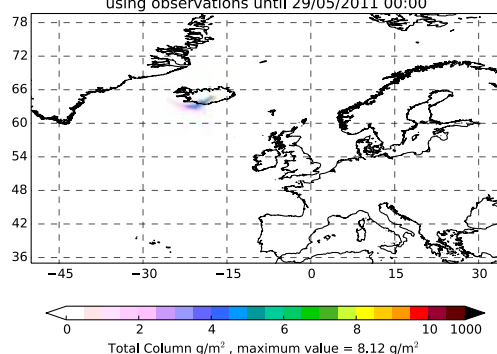 using observations until 29/05/2011 00:00
78
72
66
60
54
48
42
36
−45 −30 −15 0 15 30
0 2 4 6 8 10 1000
Total Column g/m² , maximum value = 8.12 g/m²